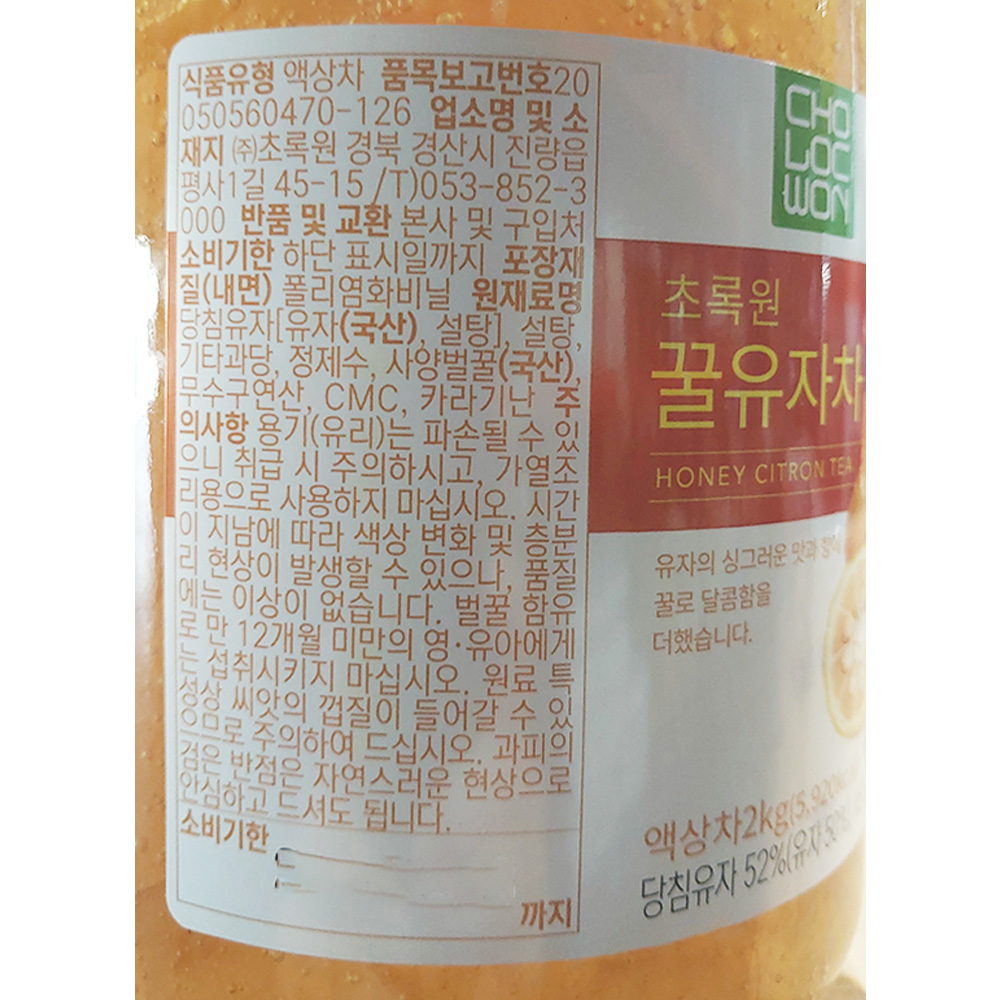 식품유형 액상차 품목보고번호20
050560470-126 업소명 및 소
재지 ㈜초록원 경북 경산시 진량읍
평사1길 45-15 /T)053-852-3
000 반품 및 교환 본사 및 구입처
소비기한 하단 표시일까지 포장재
질(내면) 폴리염화비닐 원재료명
당침유자[유자(국산), 설탕], 설탕,
기타과당, 정제수, 사양벌꿀(국산),
무수구연산, CMC, 카라기난 주
의사항 용기(유리)는 파손될 수 있
으니 취급 시 주의하시고, 가열조
리용으로 사용하지 마십시오. 시간
이 지남에 따라 색상 변화 및 층분
리 현상이 발생할 수 있으나, 품질
에는 이상이 없습니다. 벌꿀 함유
로 만 12개월 미만의 영·유아에게
는 섭취시키지 마십시오. 원료 특
성상 씨앗의 껍질이 들어갈 수 있
으므로 주의하여 드십시오. 과피의
검은 반점은 자연스러운 현상으로
안심하고 드셔도 됩니다.
소비기한
까지
CHO
LOC
WON
초록원
꿀유자차
HONEY CITRON TEA
유자의 싱그러운 맛과 향에
꿀로 달콤함을
더했습니다.
액상차2kg(5,920kcal)
당침유자 52%(유자 50%